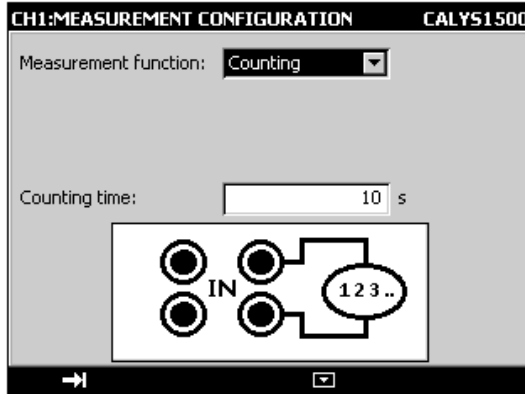 CH1:MEASUREMENT CONFIGURATION CALYS1500
Measurement function: Counting
Counting time: 10 s
IN
123..